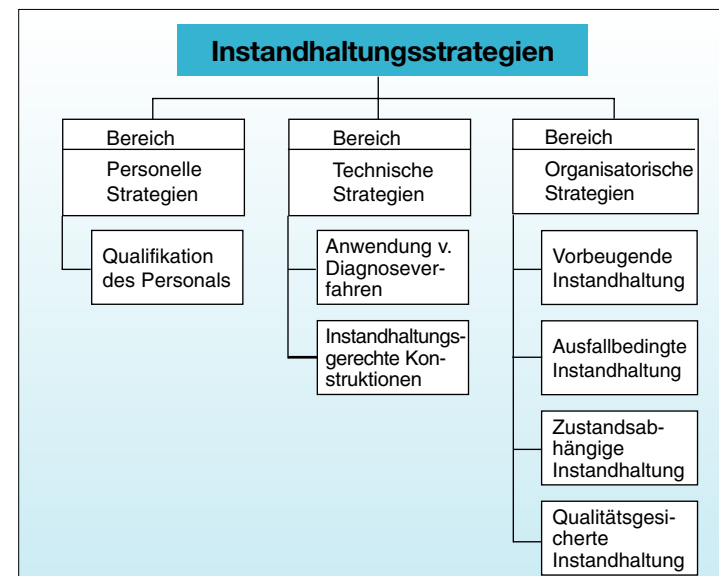 Instandhaltungsstrategien
Bereich
Personelle
Strategien
Qualifikation
des Personals
Bereich
Technische
Strategien
Anwendung v.
Diagnosever-
fahren
Instandhaltungs-
gerechte Kon-
struktionen
Bereich
Organisatorische
Strategien
Vorbeugende
Instandhaltung
Ausfallbedingte
Instandhaltung
Zustandsab-
hängige
Instandhaltung
Qualitätsgesi-
cherte
Instandhaltung